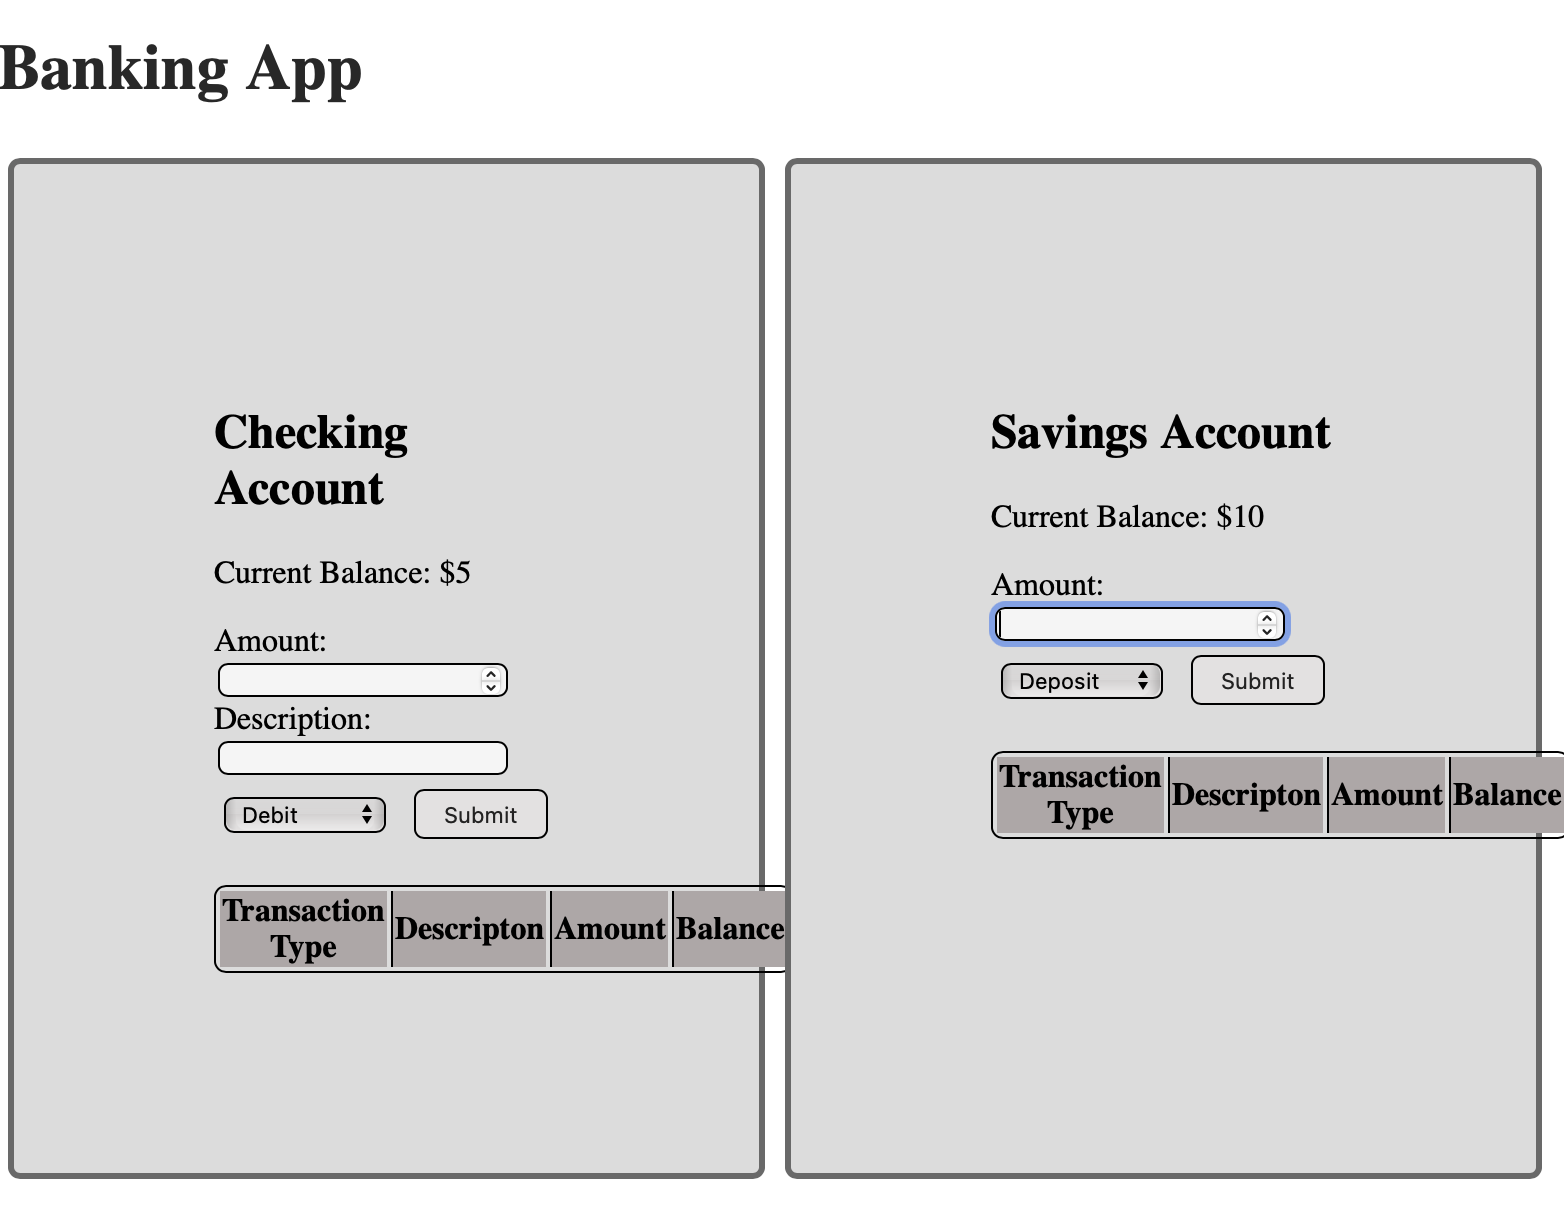 Banking App
Checking
Account
Current Balance: $5
Amount:
Description:
Debit Submit
Transaction
Type Descripton Amount Balance
Savings Account
Current Balance: $10
Amount:
Deposit Submit
Transaction
Type Descripton Amount Balance